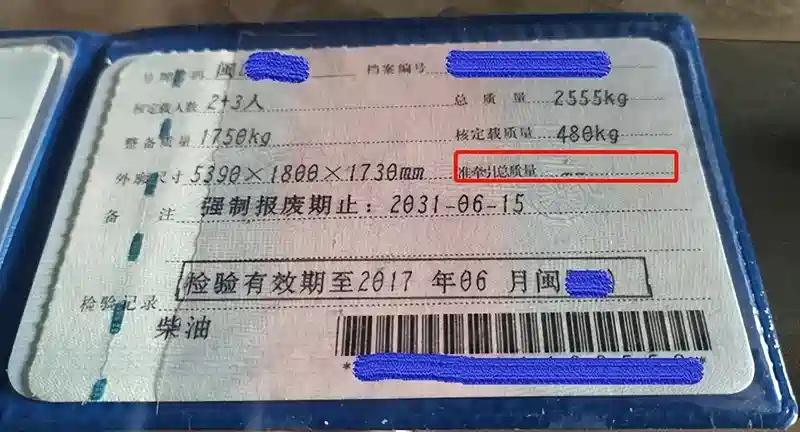 号牌号码 闽 档案编号
核定载人数 2+3人 总质量 2555kg
整备质量 1750kg 核定载质量 480kg
外廓尺寸 5390×1800×1730mm 准牵引总质量 --
备注 强制报废期止：2031-06-15
检验有效期至2017 年06 月闽
检验记录
柴油